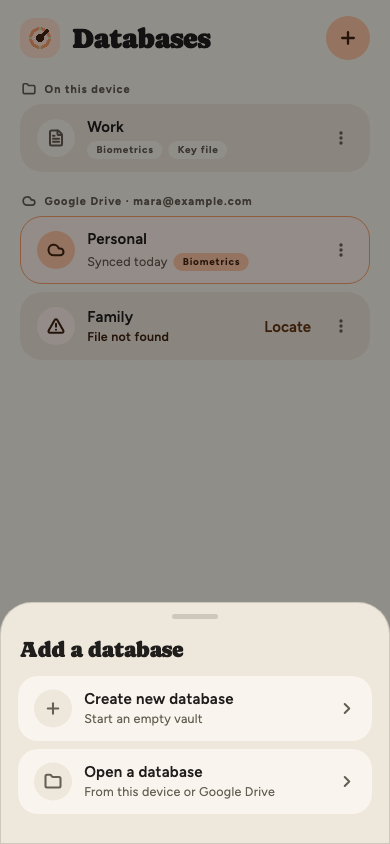 Databases
On this device
Work
Biometrics Key file
Google Drive · mara@example.com
Personal
Synced today Biometrics
Family
File not found
Locate
Add a database
Create new database
Start an empty vault
Open a database
From this device or Google Drive